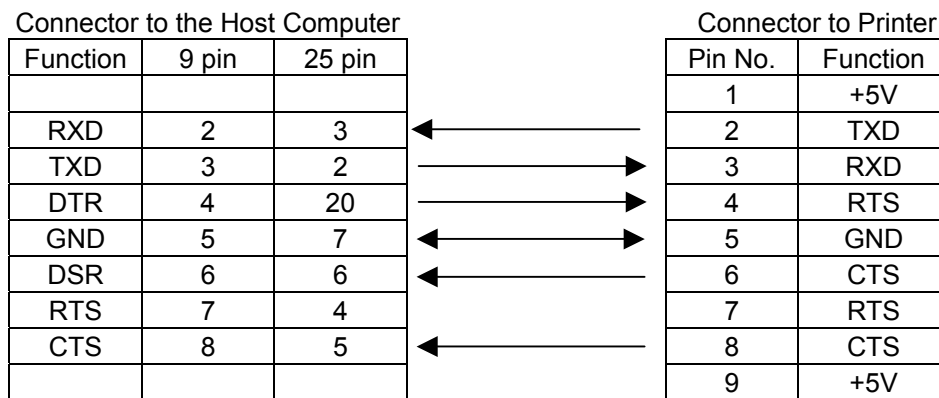 Connector to the Host Computer Connector to Printer
Function 9 pin 25 pin Pin No. Function
1 +5V
RXD 2 3 2 TXD
TXD 3 2 3 RXD
DTR 4 20 4 RTS
GND 5 7 5 GND
DSR 6 6 6 CTS
RTS 7 4 7 RTS
CTS 8 5 8 CTS
9 +5V